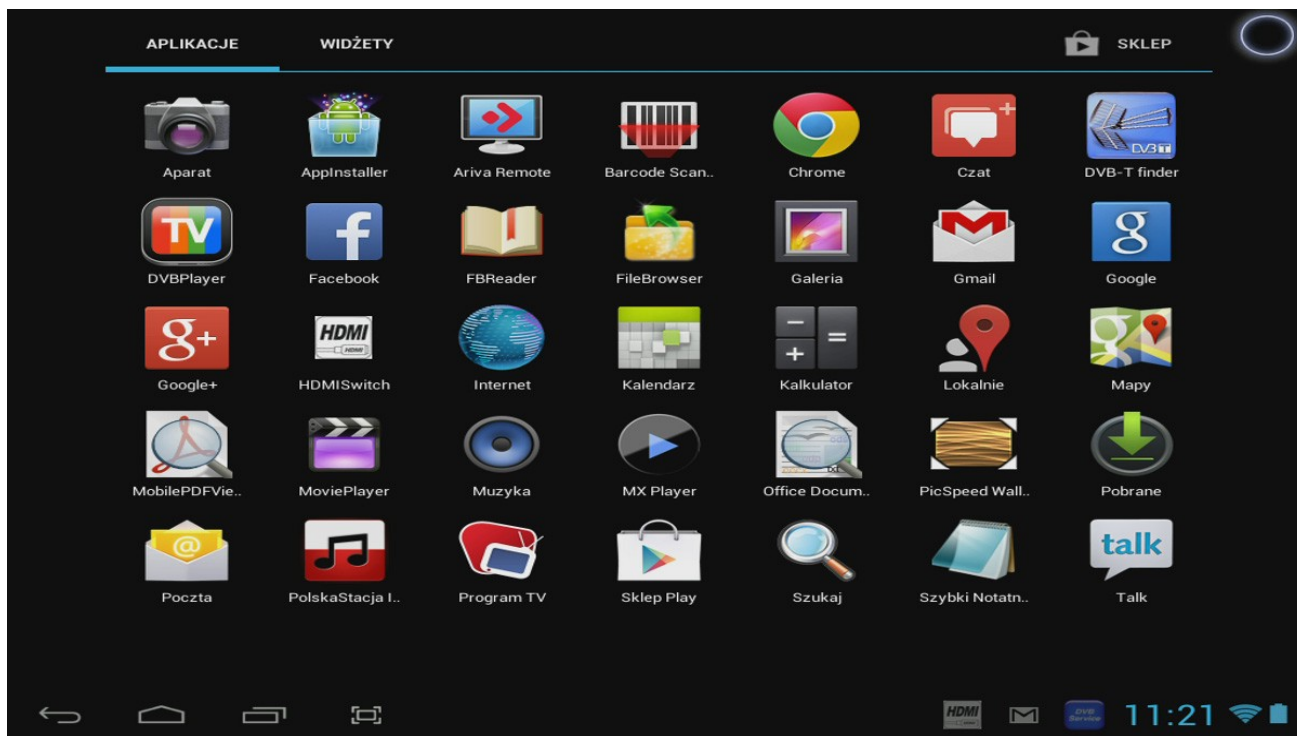 APLIKACJE WIDŻETY SKLEP
Aparat AppInstaller Ariva Remote Barcode Scan.. Chrome Czat DVB-T finder
DVBPlayer Facebook FBReader FileBrowser Galeria Gmail Google
Google+ HDMISwitch Internet Kalendarz Kalkulator Lokalnie Mapy
MobilePDFVie.. MoviePlayer Muzyka MX Player Office Docum.. PicSpeed Wall.. Pobrane
Poczta PolskaStacja I.. Program TV Sklep Play Szukaj Szybki Notatn.. Talk
11:21